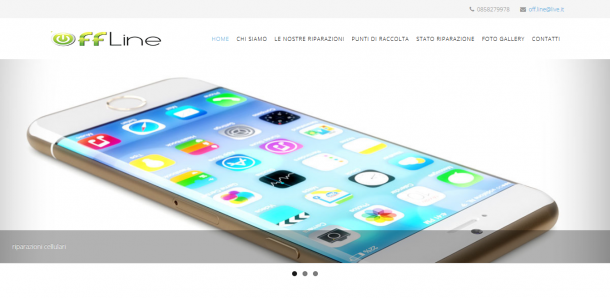 0858279978 off.line@live.it
OffLine
HOME CHI SIAMO LE NOSTRE RIPARAZIONI PUNTI DI RACCOLTA STATO RIPARAZIONE FOTO GALLERY CONTATTI
riparazioni cellulari